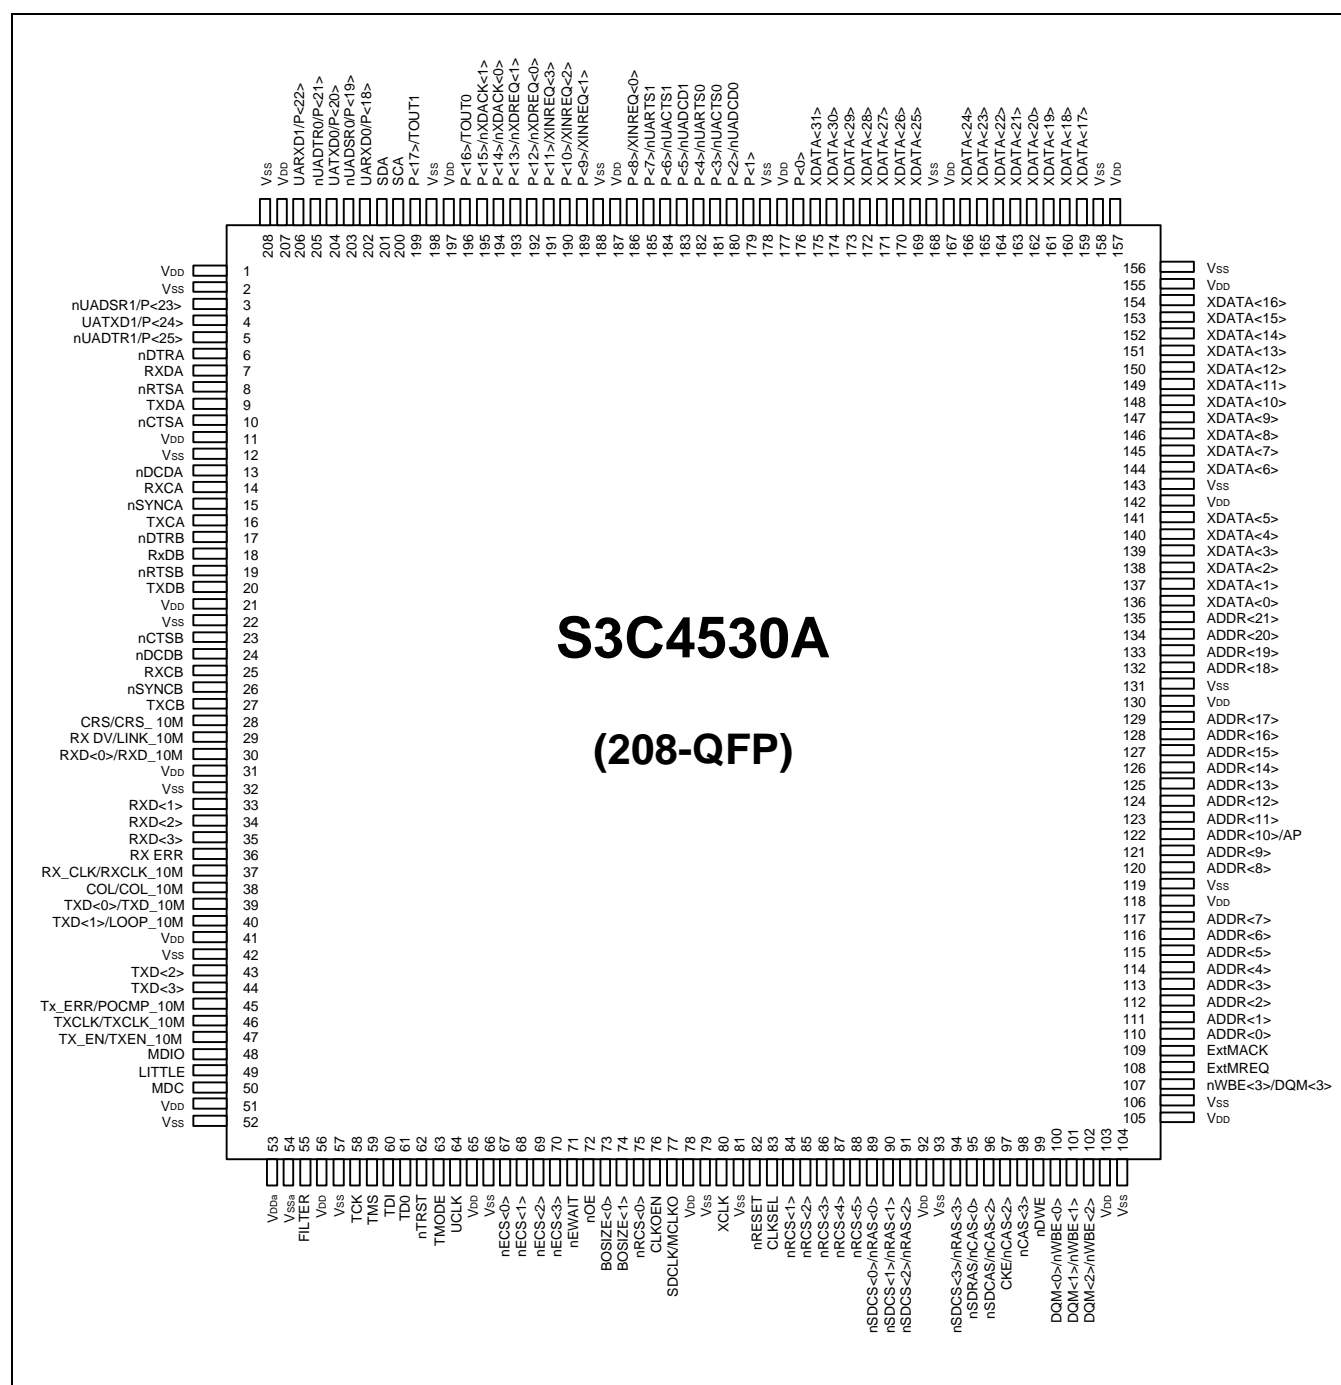 Vss 208
VDD 207
UARXD1/P<22> 206
nUADTR0/P<21> 205
UATXD0/P<20> 204
nUADSR0/P<19> 203
UARXD0/P<18> 202
SDA 201
SCA 200
P<17>/TOUT1 199
Vss 198
VDD 197
P<16>/TOUT0 196
P<15>/nXDACK<1> 195
P<14>/nXDACK<0> 194
P<13>/nXDREQ<1> 193
P<12>/nXDREQ<0> 192
P<11>/XINREQ<3> 191
P<10>/XINREQ<2> 190
P<9>/XINREQ<1> 189
Vss 188
VDD 187
P<8>/XINREQ<0> 186
P<7>/nUARTS1 185
P<6>/nUACTS1 184
P<5>/nUADCD1 183
P<4>/nUARTS0 182
P<3>/nUACTS0 181
P<2>/nUADCD0 180
P<1> 179
Vss 178
VDD 177
P<0> 176
XDATA<31> 175
XDATA<30> 174
XDATA<29> 173
XDATA<28> 172
XDATA<27> 171
XDATA<26> 170
XDATA<25> 169
Vss 168
VDD 167
XDATA<24> 166
XDATA<23> 165
XDATA<22> 164
XDATA<21> 163
XDATA<20> 162
XDATA<19> 161
XDATA<18> 160
XDATA<17> 159
Vss 158
VDD 157
VDD 1
Vss 2
nUADSR1/P<23> 3
UATXD1/P<24> 4
nUADTR1/P<25> 5
nDTRA 6
RXDA 7
nRTSA 8
TXDA 9
nCTSA 10
VDD 11
Vss 12
nDCDA 13
RXCA 14
nSYNCA 15
TXCA 16
nDTRB 17
RxDB 18
nRTSB 19
TXDB 20
VDD 21
Vss 22
nCTSB 23
nDCDB 24
RXCB 25
nSYNCB 26
TXCB 27
CRS/CRS_ 10M 28
RX DV/LINK_10M 29
RXD<0>/RXD_10M 30
VDD 31
Vss 32
RXD<1> 33
RXD<2> 34
RXD<3> 35
RX ERR 36
RX_CLK/RXCLK_10M 37
COL/COL_10M 38
TXD<0>/TXD_10M 39
TXD<1>/LOOP_10M 40
VDD 41
Vss 42
TXD<2> 43
TXD<3> 44
Tx_ERR/POCMP_10M 45
TXCLK/TXCLK_10M 46
TX_EN/TXEN_10M 47
MDIO 48
LITTLE 49
MDC 50
VDD 51
Vss 52
S3C4530A
(208-QFP)
156 Vss
155 VDD
154 XDATA<16>
153 XDATA<15>
152 XDATA<14>
151 XDATA<13>
150 XDATA<12>
149 XDATA<11>
148 XDATA<10>
147 XDATA<9>
146 XDATA<8>
145 XDATA<7>
144 XDATA<6>
143 Vss
142 VDD
141 XDATA<5>
140 XDATA<4>
139 XDATA<3>
138 XDATA<2>
137 XDATA<1>
136 XDATA<0>
135 ADDR<21>
134 ADDR<20>
133 ADDR<19>
132 ADDR<18>
131 Vss
130 VDD
129 ADDR<17>
128 ADDR<16>
127 ADDR<15>
126 ADDR<14>
125 ADDR<13>
124 ADDR<12>
123 ADDR<11>
122 ADDR<10>/AP
121 ADDR<9>
120 ADDR<8>
119 Vss
118 VDD
117 ADDR<7>
116 ADDR<6>
115 ADDR<5>
114 ADDR<4>
113 ADDR<3>
112 ADDR<2>
111 ADDR<1>
110 ADDR<0>
109 ExtMACK
108 ExtMREQ
107 nWBE<3>/DQM<3>
106 Vss
105 VDD
53 VDDa
54 Vssa
55 FILTER
56 VDD
57 Vss
58 TCK
59 TMS
60 TDI
61 TD0
62 nTRST
63 TMODE
64 UCLK
65 VDD
66 Vss
67 nECS<0>
68 nECS<1>
69 nECS<2>
70 nECS<3>
71 nEWAIT
72 nOE
73 BOSIZE<0>
74 BOSIZE<1>
75 nRCS<0>
76 CLKOEN
77 SDCLK/MCLKO
78 VDD
79 Vss
80 XCLK
81 Vss
82 nRESET
83 CLKSEL
84 nRCS<1>
85 nRCS<2>
86 nRCS<3>
87 nRCS<4>
88 nRCS<5>
89 nSDCS<0>/nRAS<0>
90 nSDCS<1>/nRAS<1>
91 nSDCS<2>/nRAS<2>
92 VDD
93 Vss
94 nSDCS<3>/nRAS<3>
95 nSDRAS/nCAS<0>
96 nSDCAS/nCAS<2>
97 CKE/nCAS<2>
98 nCAS<3>
99 nDWE
100 DQM<0>/nWBE<0>
101 DQM<1>/nWBE<1>
102 DQM<2>/nWBE<2>
103 VDD
104 Vss